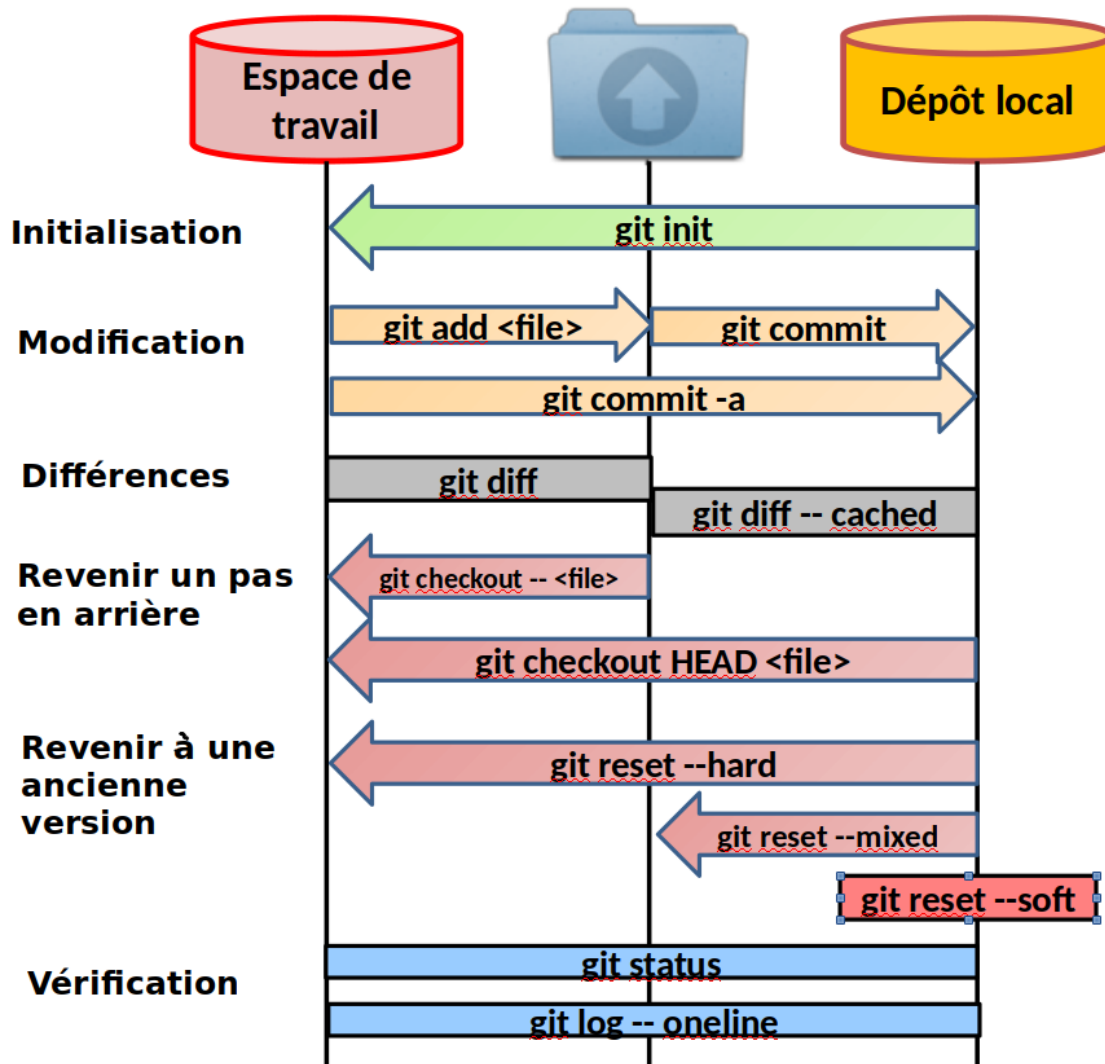 Espace de
travail
Dépôt local
Initialisation
git init
Modification
git add <file>
git commit
git commit -a
Différences
git diff
git diff -- cached
Revenir un pas
en arrière
git checkout -- <file>
git checkout HEAD <file>
Revenir à une
ancienne
version
git reset --hard
git reset --mixed
git reset --soft
Vérification
git status
git log -- oneline